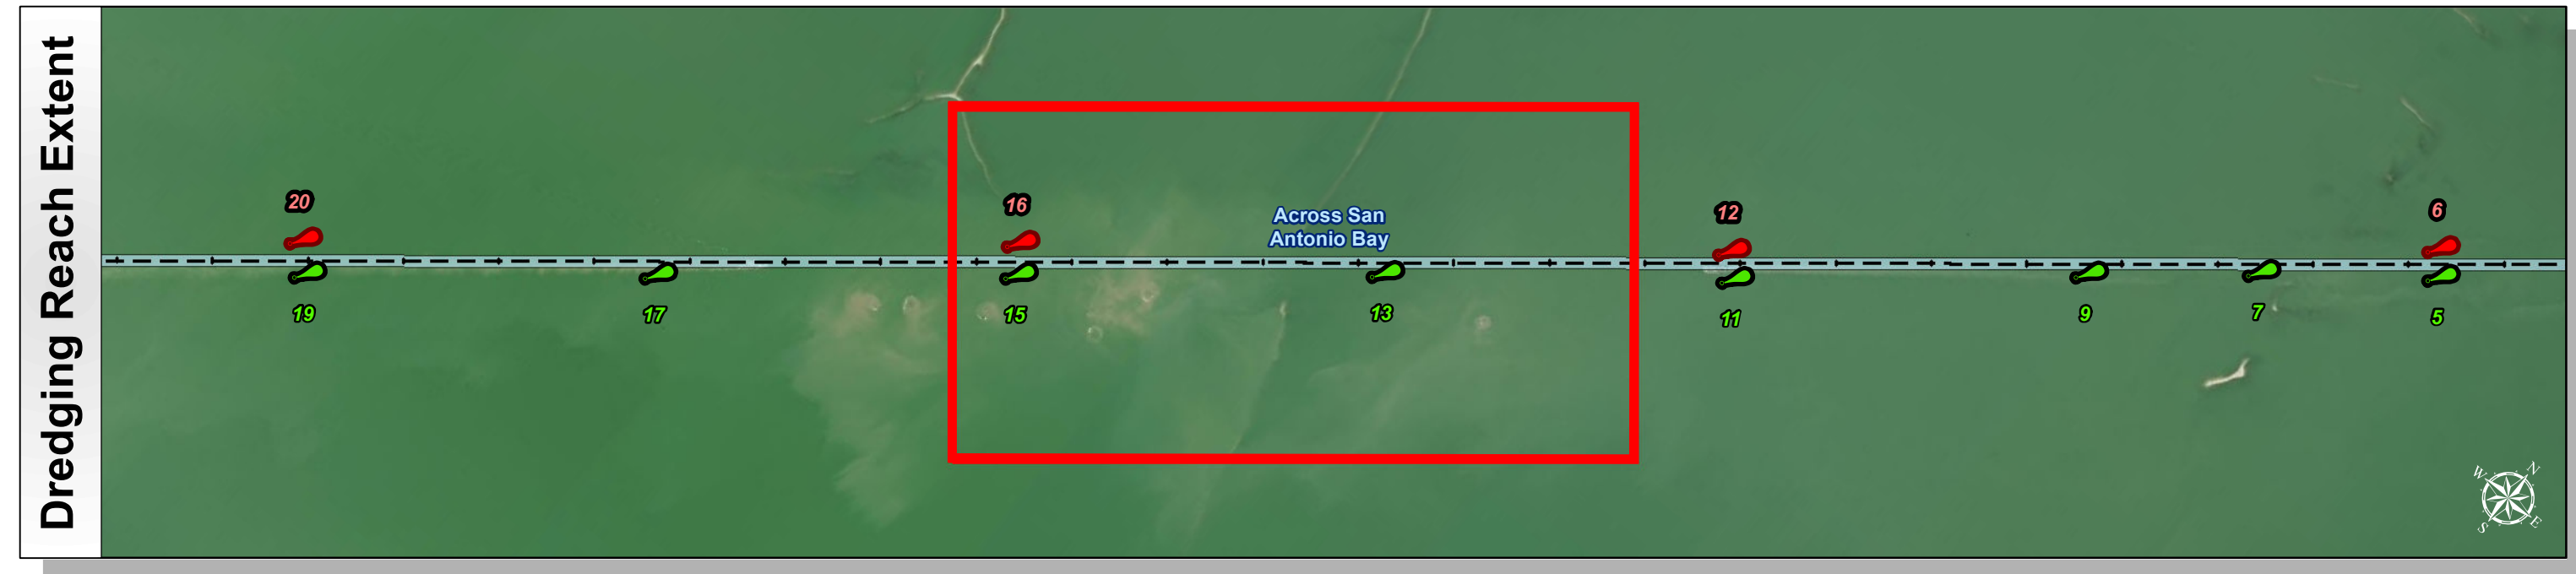 Dredging Reach Extent
20
16
12
6
Across San
Antonio Bay
19
17
15
13
11
9
7
5
W N
S E